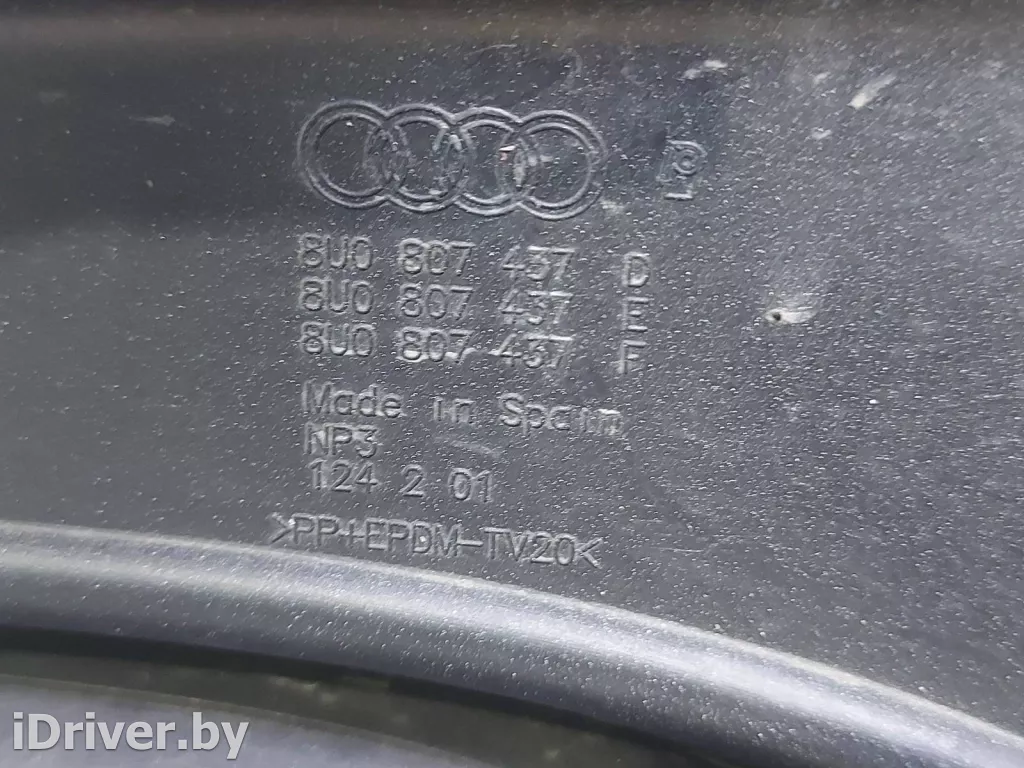 8U0 807 437 D
8U0 807 437 E
8U0 807 437 F
Made in Spain
NP3
124 2 01
>PP+EPDM-TV20<
iDriver.by